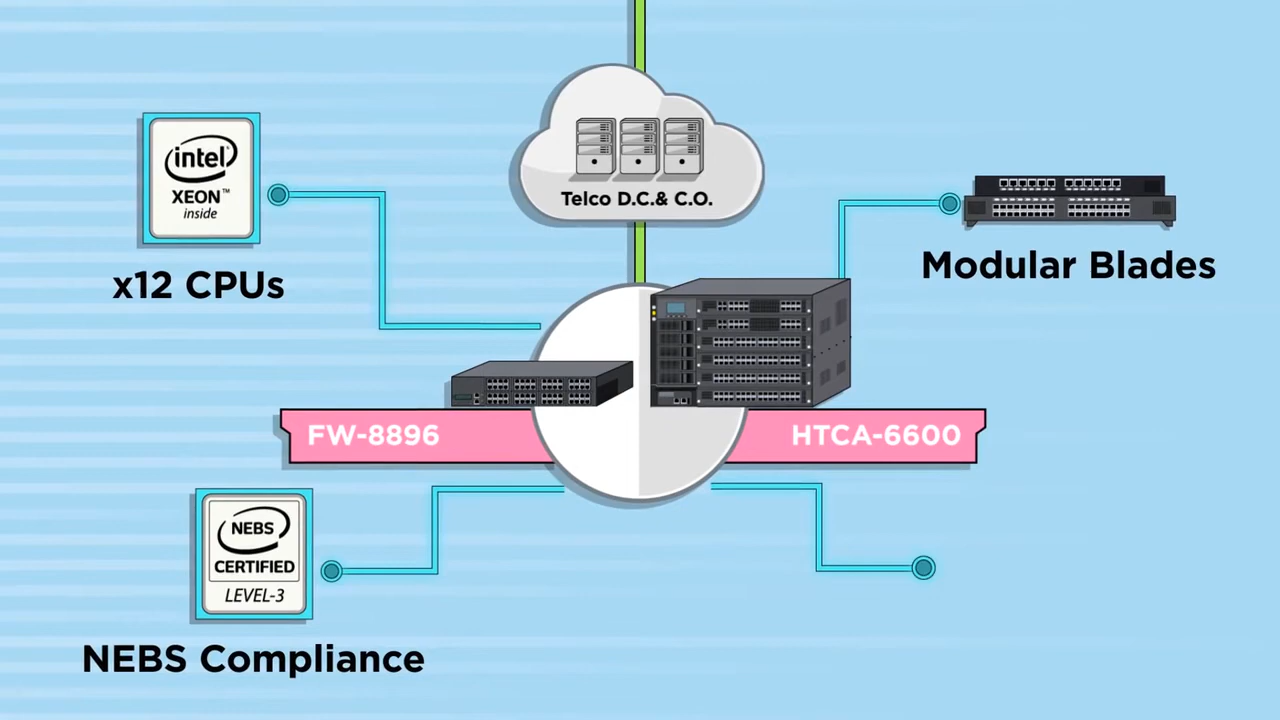 intel
XEON™
inside
x12 CPUs
Telco D.C.& C.O.
Modular Blades
FW-8896
HTCA-6600
NEBS
CERTIFIED
LEVEL-3
NEBS Compliance